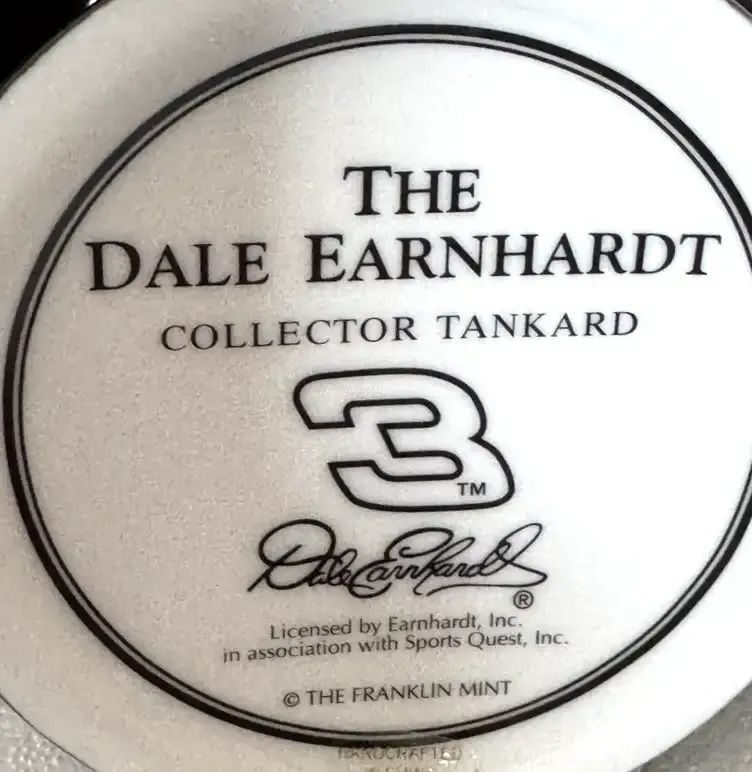 THE
DALE EARNHARDT
COLLECTOR TANKARD
3 TM
Dale Earnhardt ®
Licensed by Earnhardt, Inc.
in association with Sports Quest, Inc.
© THE FRANKLIN MINT
HANDCRAFTED